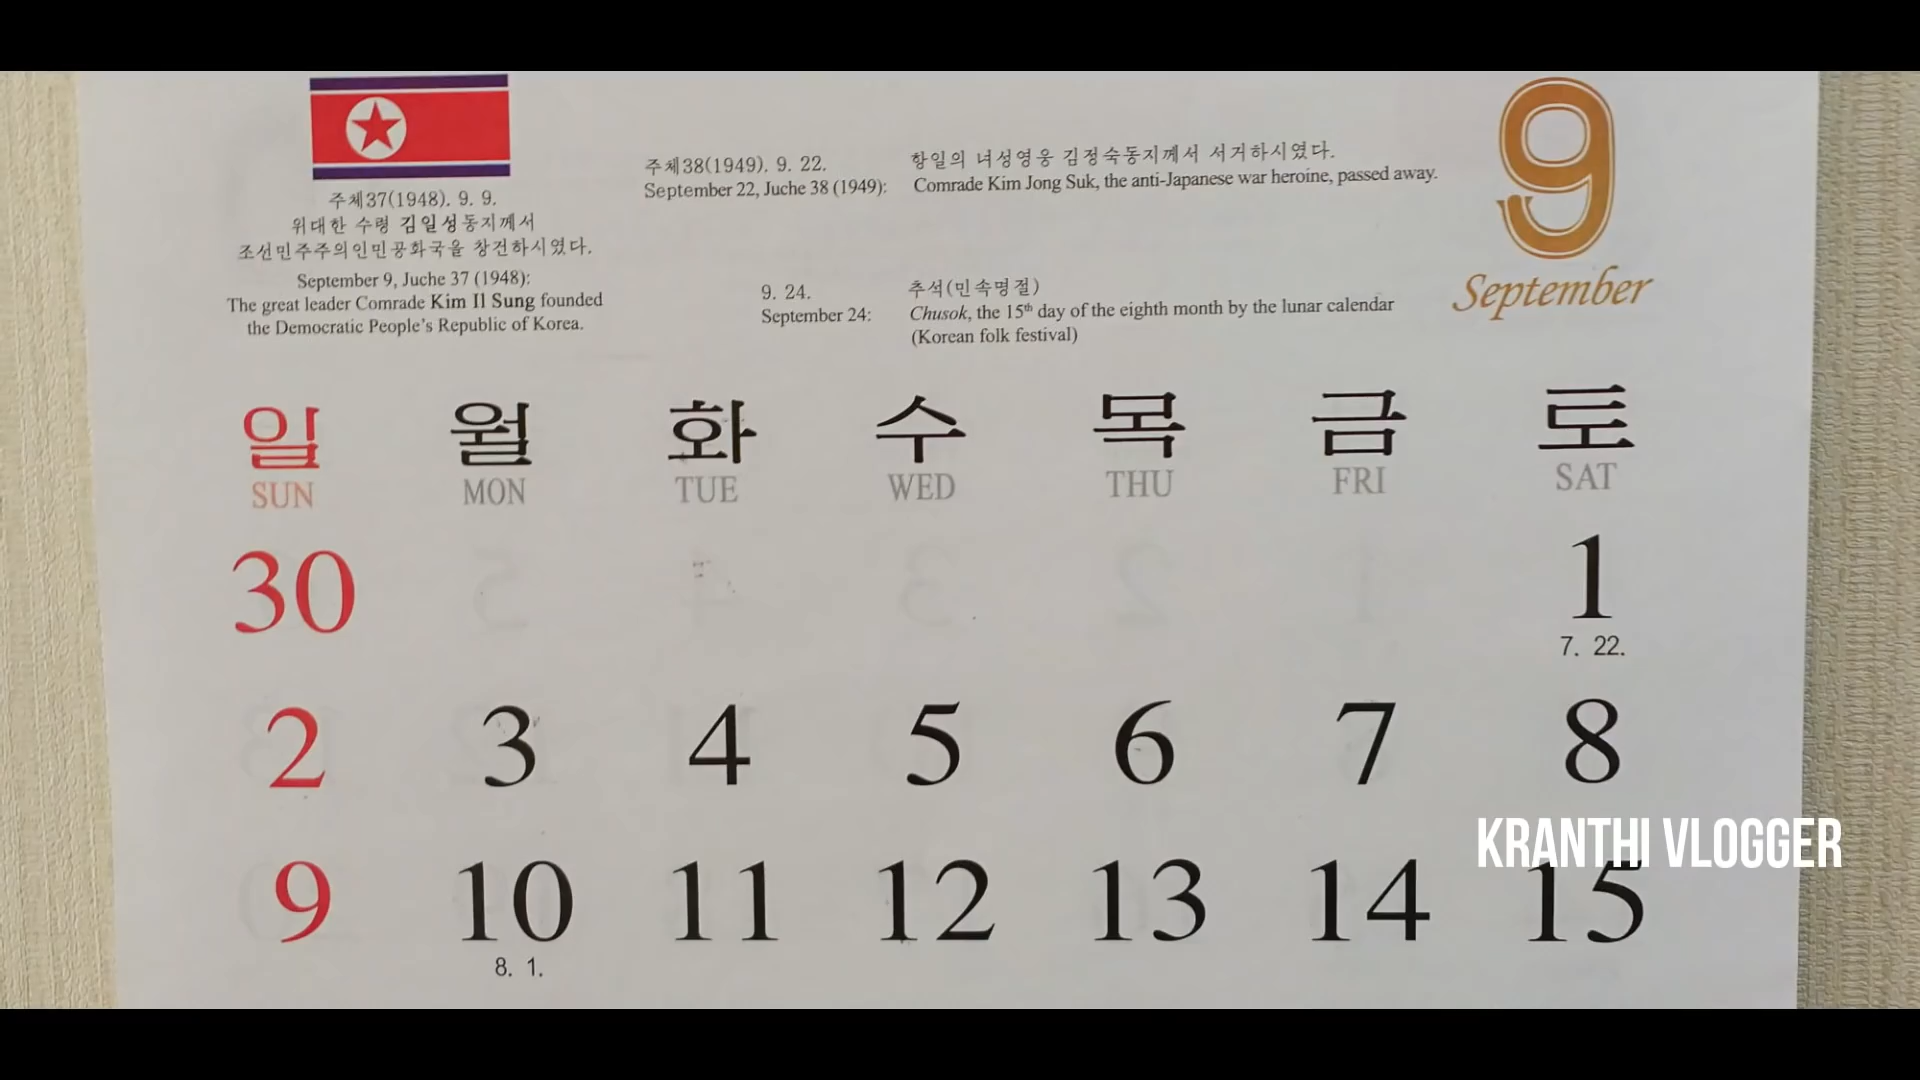 주체37(1948). 9. 9.
위대한 수령 김일성동지께서
조선민주주의인민공화국을 창건하시였다.
September 9, Juche 37 (1948):
The great leader Comrade Kim Il Sung founded
the Democratic People's Republic of Korea.
주체38(1949). 9. 22. 항일의 녀성영웅 김정숙동지께서 서거하시였다.
September 22, Juche 38 (1949): Comrade Kim Jong Suk, the anti-Japanese war heroine, passed away.
9. 24. 추석(민속명절)
September 24: Chusok, the 15th day of the eighth month by the lunar calendar
(Korean folk festival)
9
September
일 월 화 수 목 금 토
SUN MON TUE WED THU FRI SAT
30 1
7. 22.
2 3 4 5 6 7 8
KRANTHI VLOGGER
9 10 11 12 13 14 15
8. 1.